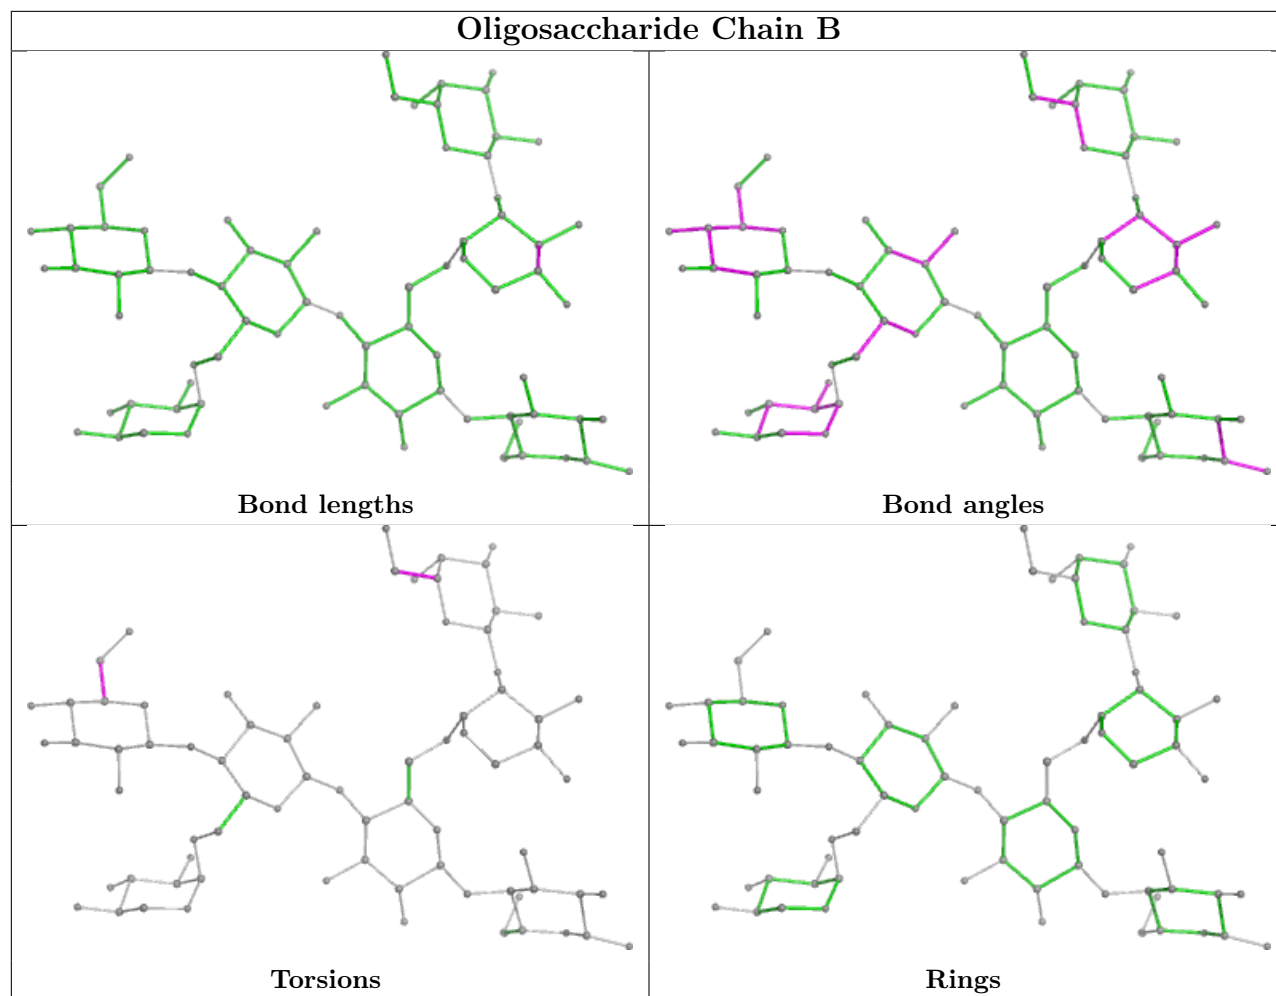 Oligosaccharide Chain B
Bond lengths
Bond angles
Torsions
Rings